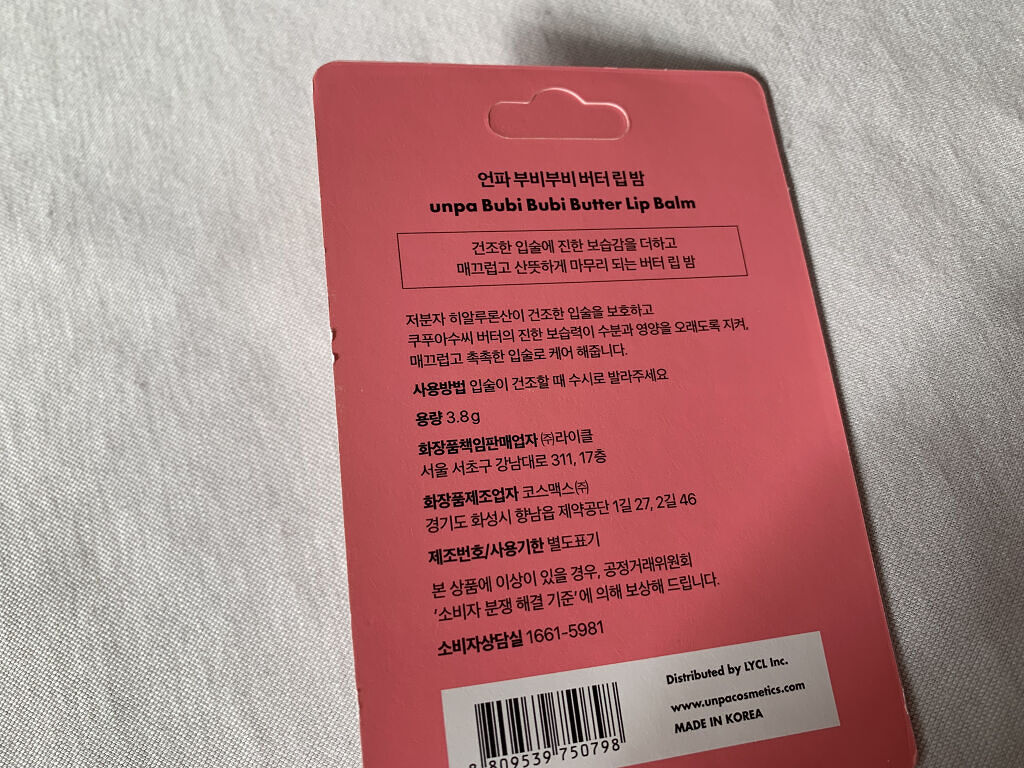 언파 부비부비 버터 립 밤
unpa Bubi Bubi Butter Lip Balm
건조한 입술에 진한 보습감을 더하고
매끄럽고 산뜻하게 마무리 되는 버터 립 밤
저분자 히알루론산이 건조한 입술을 보호하고
쿠푸아수씨 버터의 진한 보습력이 수분과 영양을 오래도록 지켜,
매끄럽고 촉촉한 입술로 케어 해줍니다.
사용방법 입술이 건조할 때 수시로 발라주세요
용량 3.8g
화장품책임판매업자 ㈜라이클
서울 서초구 강남대로 311, 17층
화장품제조업자 코스맥스㈜
경기도 화성시 향남읍 제약공단 1길 27, 2길 46
제조번호/사용기한 별도표기
본 상품에 이상이 있을 경우, 공정거래위원회
‘소비자 분쟁 해결 기준’에 의해 보상해 드립니다.
소비자상담실 1661-5981
Distributed by LYCL Inc.
www.unpacosmetics.com
MADE IN KOREA
8 809539 750798